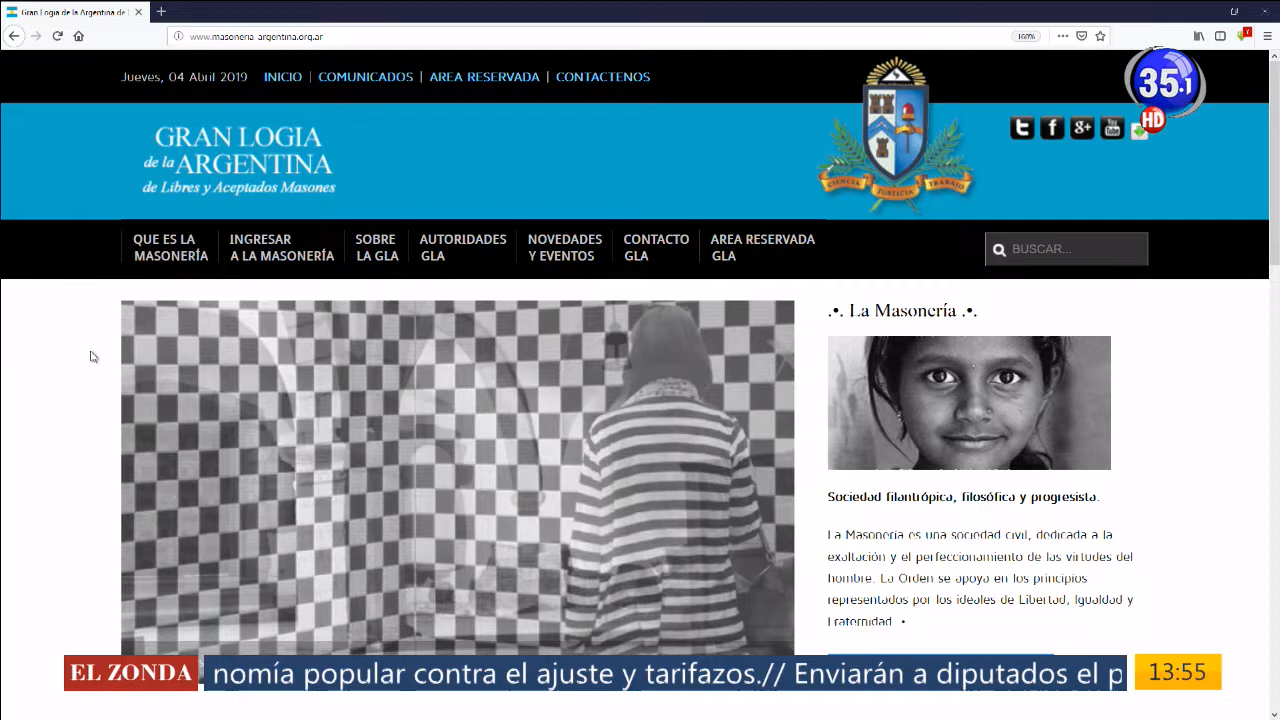 Gran Logia de la Argentina de L
www.masoneria-argentina.org.ar
160%
Jueves, 04 Abril 2019
INICIO | COMUNICADOS | AREA RESERVADA | CONTACTENOS
35.1
HD
GRAN LOGIA
de la ARGENTINA
de Libres y Aceptados Masones
CIENCIA JUSTICIA TRABAJO
g+
You Tube
QUE ES LA MASONERÍA
INGRESAR A LA MASONERÍA
SOBRE LA GLA
AUTORIDADES GLA
NOVEDADES Y EVENTOS
CONTACTO GLA
AREA RESERVADA GLA
BUSCAR...
.•. La Masonería .•.
Sociedad filantrópica, filosófica y progresista.
La Masonería es una sociedad civil, dedicada a la
exaltación y el perfeccionamiento de las virtudes del
hombre. La Orden se apoya en los principios
representados por los ideales de Libertad, Igualdad y
Fraternidad. •
EL ZONDA
nomía popular contra el ajuste y tarifazos.// Enviarán a diputados el p
13:55